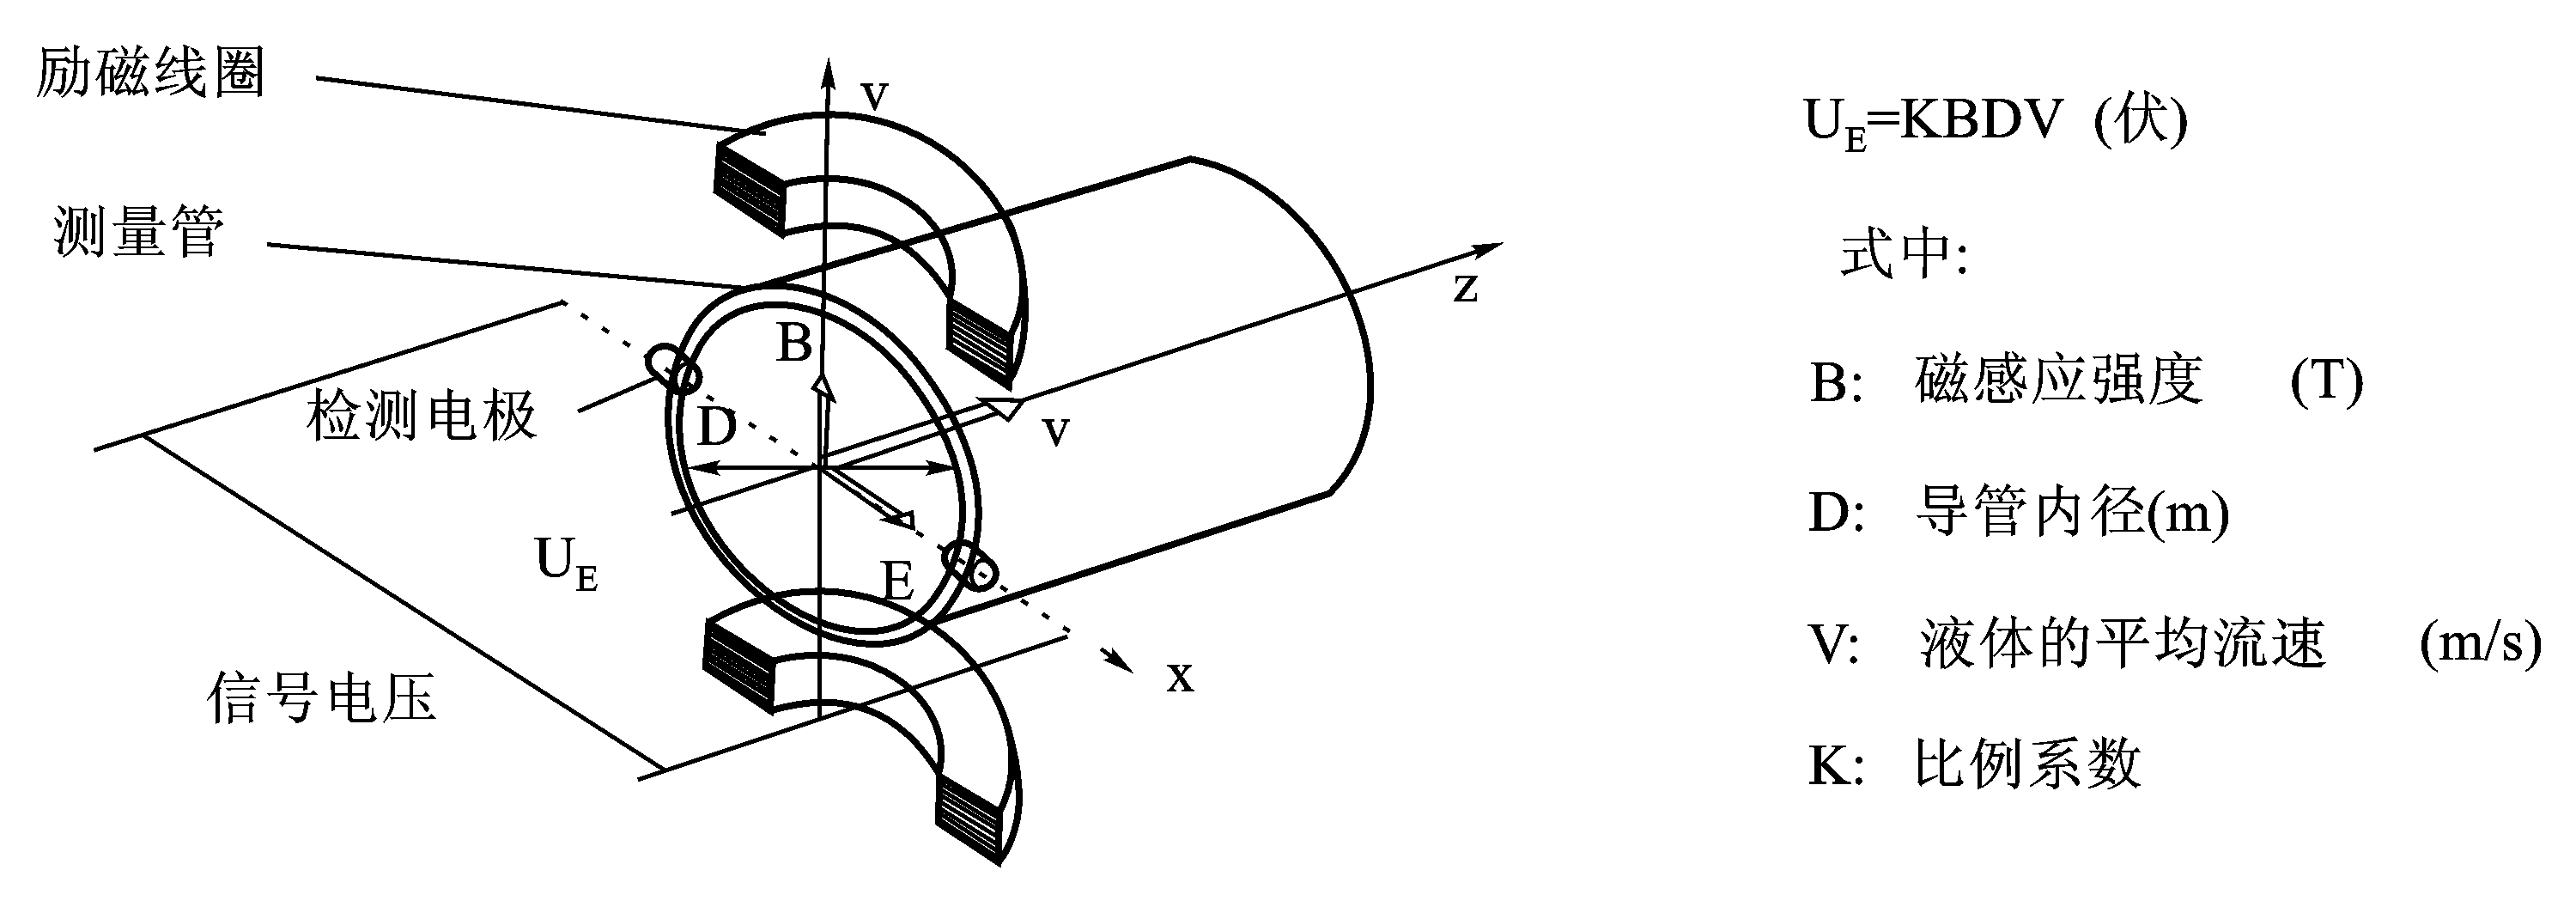 励磁线圈
v
测量管
z
B
检测电极
D
v
U_E
E
信号电压
x
U_E=KBDV (伏)
式中:
B: 磁感应强度 (T)
D: 导管内径(m)
V: 液体的平均流速 (m/s)
K: 比例系数